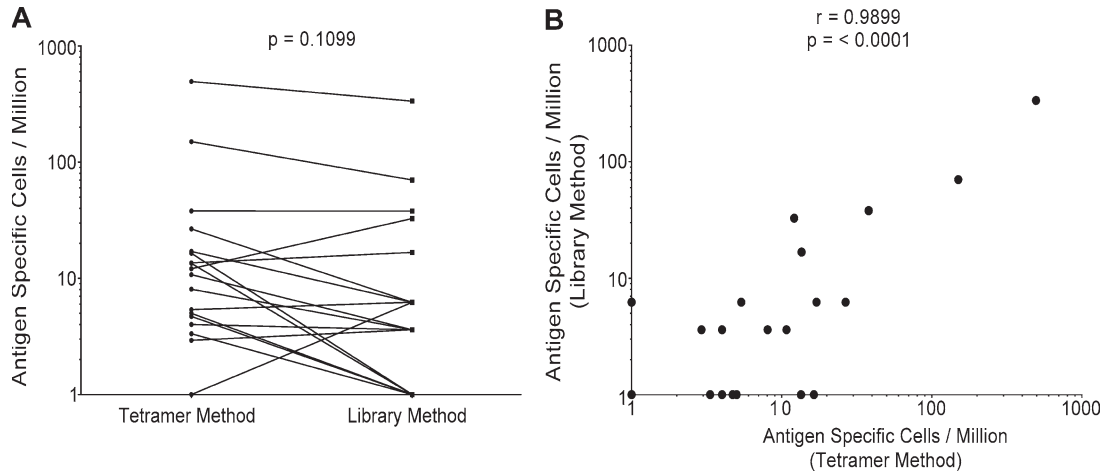 A
p = 0.1099
Antigen Specific Cells / Million
1000
100
10
1
Tetramer Method
Library Method
B
r = 0.9899
p = < 0.0001
Antigen Specific Cells / Million
(Library Method)
1000
100
10
1
1
10
100
1000
Antigen Specific Cells / Million
(Tetramer Method)